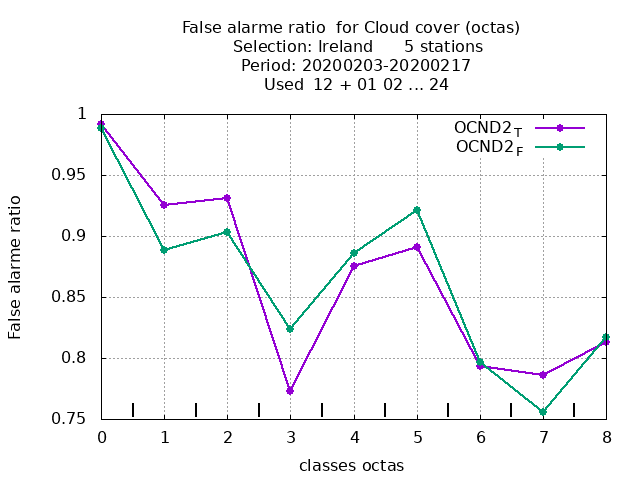 False alarme ratio  for Cloud cover (octas)
Selection: Ireland      5 stations
Period: 20200203-20200217
Used  12 + 01 02 ... 24
OCND2T
OCND2F
1
0.95
0.9
0.85
0.8
0.75
False alarme ratio
0 1 2 3 4 5 6 7 8
classes octas